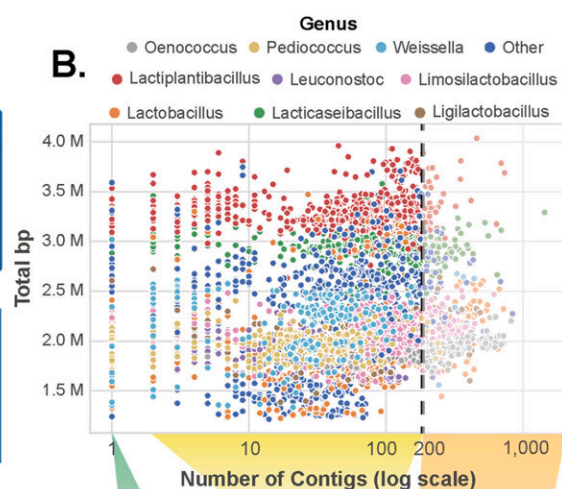 Genus
B.
Oenococcus Pediococcus Weissella Other
Lactiplantibacillus Leuconostoc Limosilactobacillus
Lactobacillus Lacticaseibacillus Ligilactobacillus
4.0 M
3.5 M
3.0 M
2.5 M
2.0 M
1.5 M
Total bp
1 10 100 200 1,000
Number of Contigs (log scale)